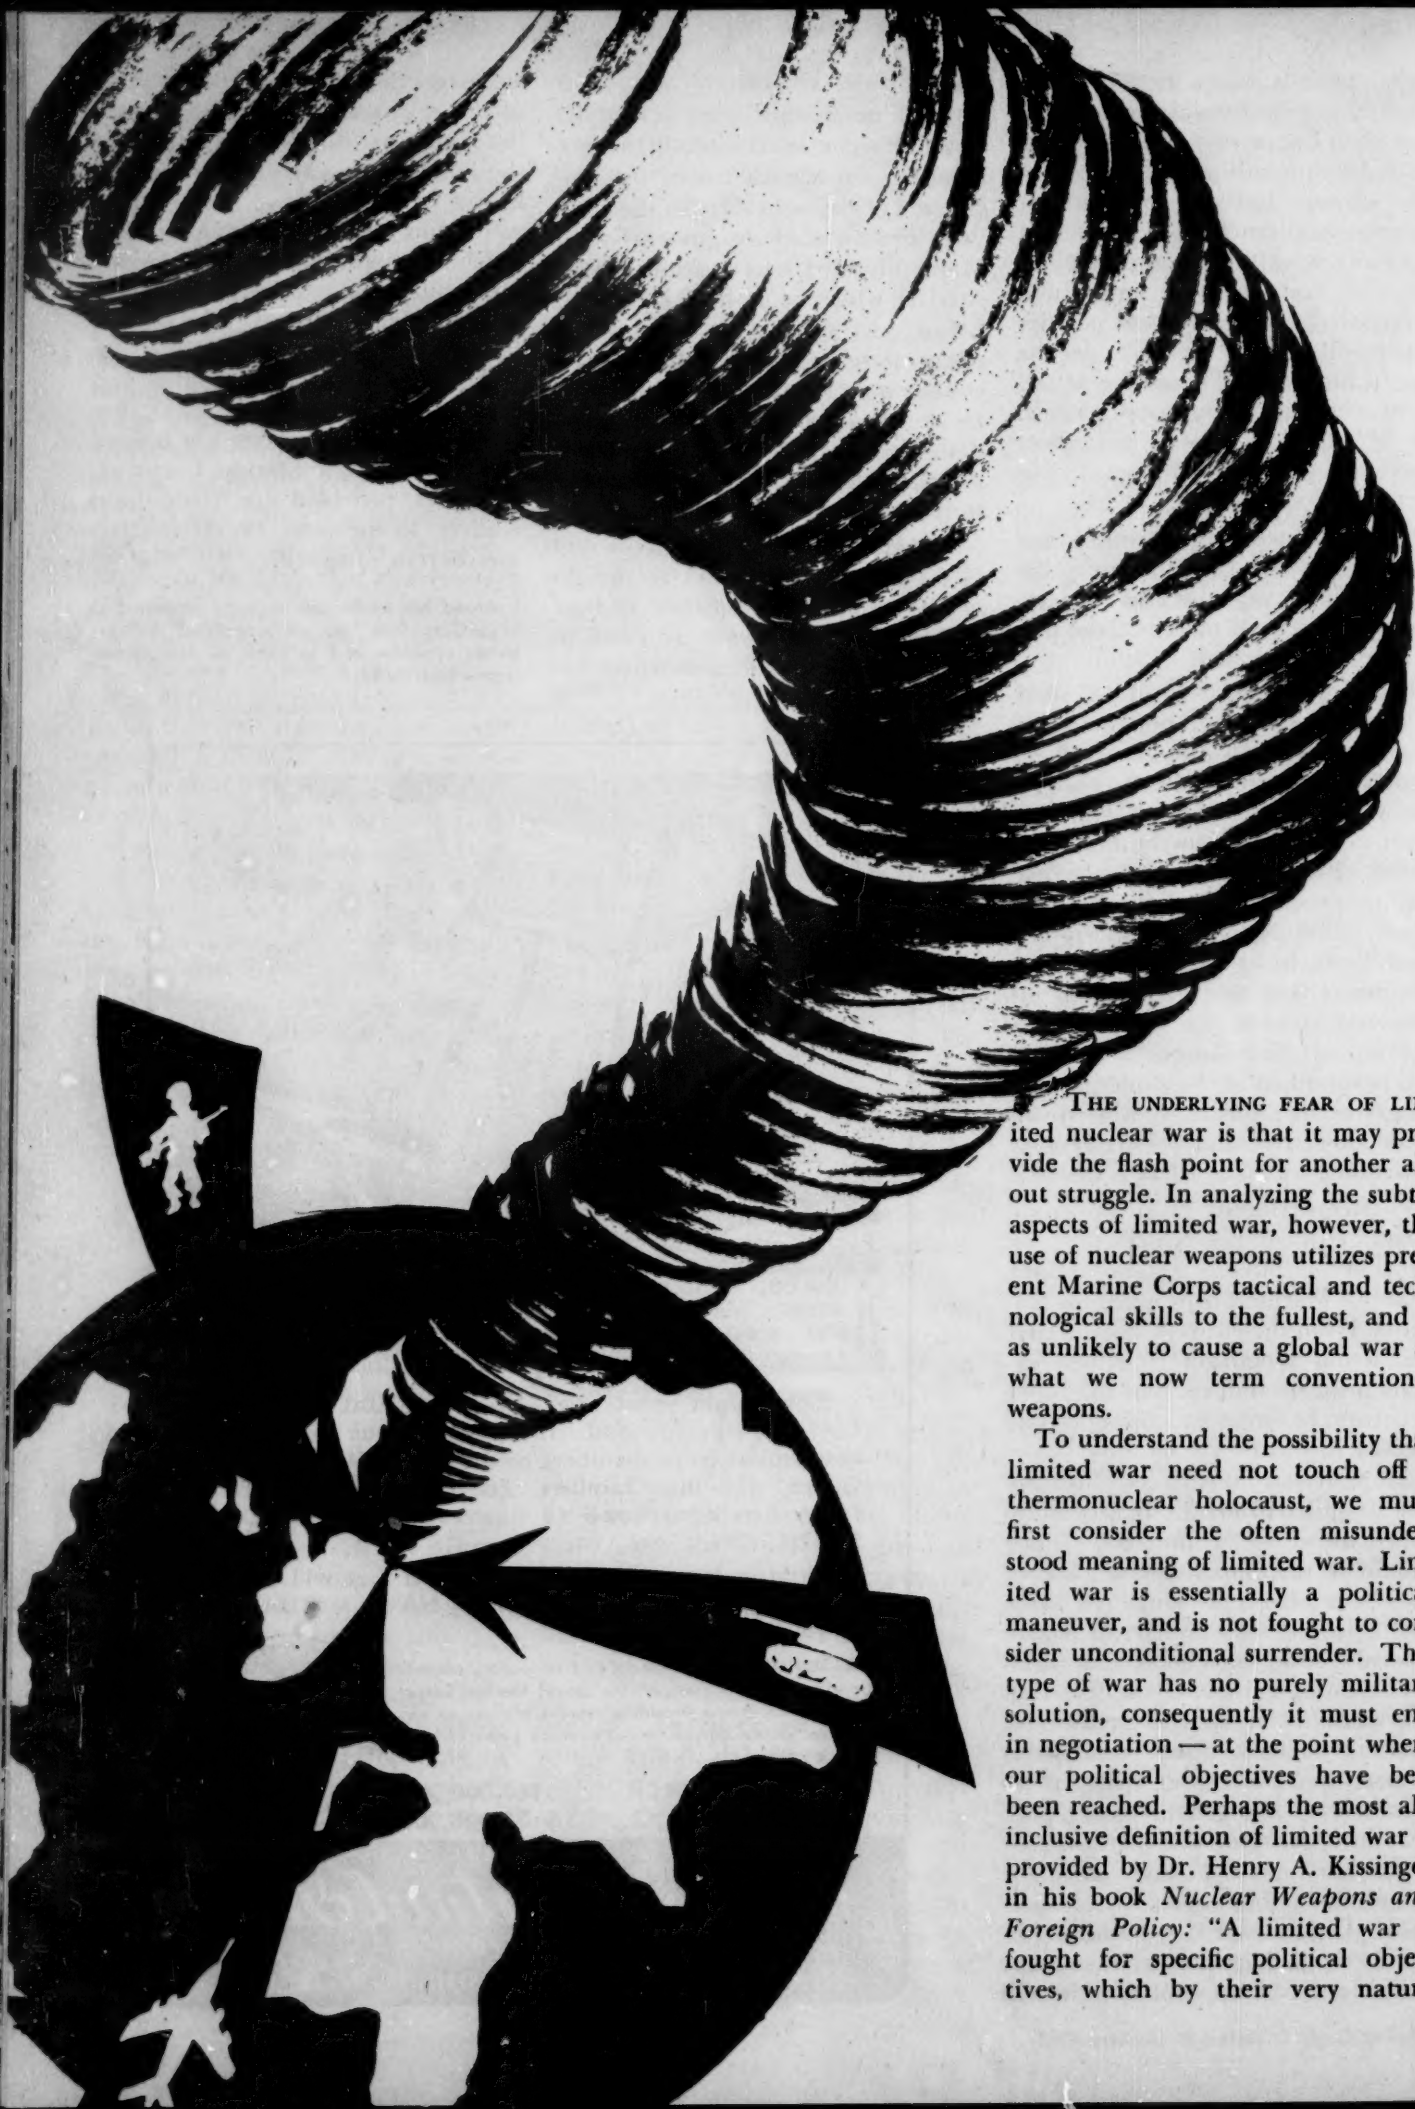 THE UNDERLYING FEAR OF LI
ited nuclear war is that it may pr
vide the flash point for another a
out struggle. In analyzing the subt
aspects of limited war, however, th
use of nuclear weapons utilizes pre
ent Marine Corps tactical and tec
nological skills to the fullest, and
as unlikely to cause a global war
what we now term convention
weapons.
To understand the possibility th
limited war need not touch off
thermonuclear holocaust, we mu
first consider the often misunde
stood meaning of limited war. Lim
ited war is essentially a politic
maneuver, and is not fought to co
sider unconditional surrender. Th
type of war has no purely milita
solution, consequently it must en
in negotiation — at the point whe
our political objectives have be
been reached. Perhaps the most al
inclusive definition of limited war
provided by Dr. Henry A. Kissinge
in his book Nuclear Weapons an
Foreign Policy: "A limited war
fought for specific political obje
tives, which by their very natur